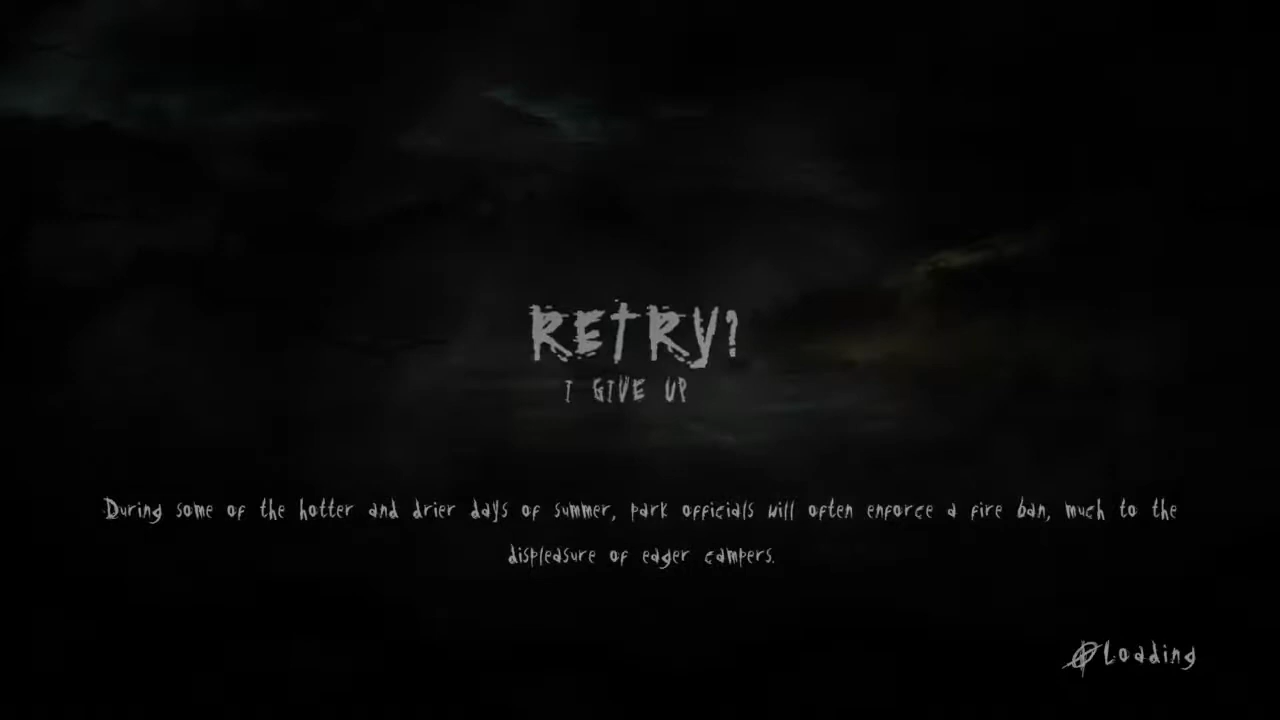 RETRY?
I GIVE UP
During some of the hotter and drier days of summer, park officials will often enforce a fire ban, much to the
displeasure of eager campers.
Loading